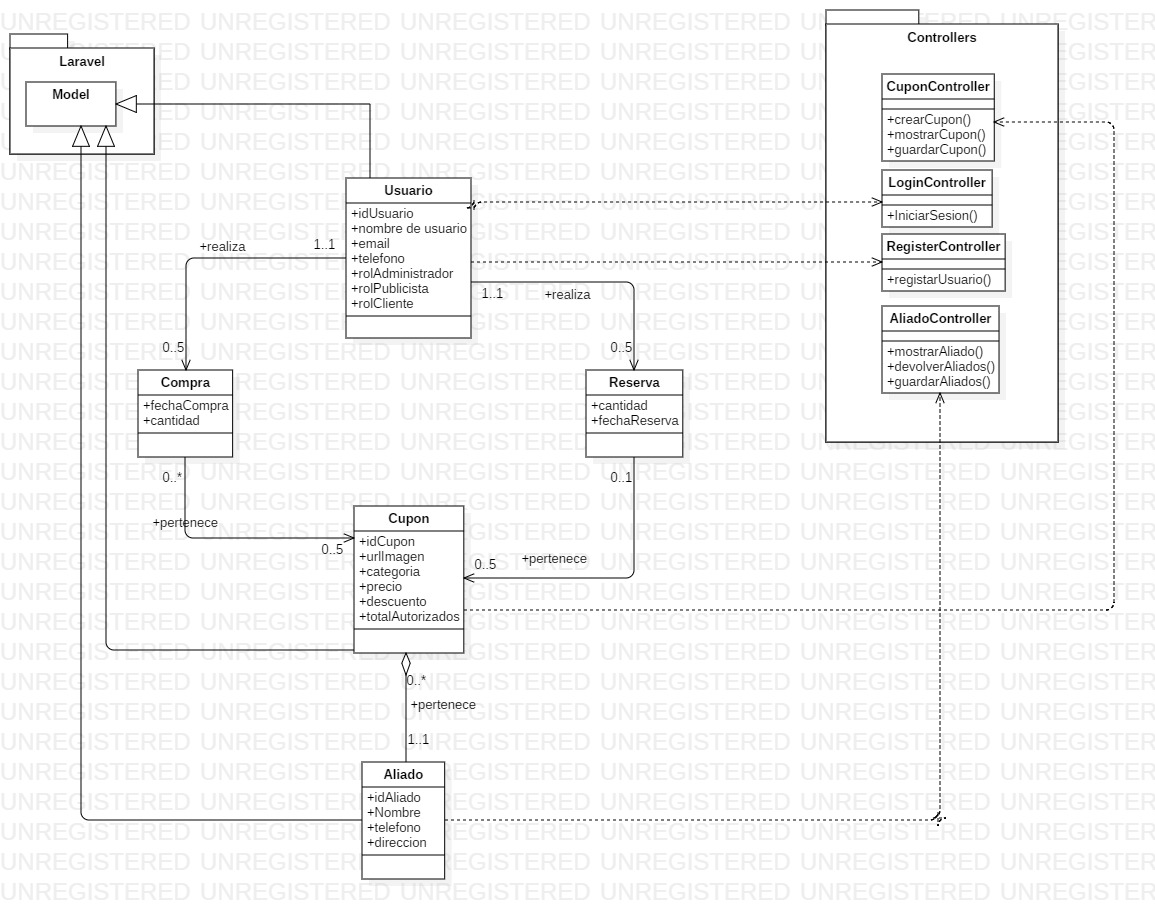 Laravel
Model
Controllers
CuponController
+crearCupon()
+mostrarCupon()
+guardarCupon()
LoginController
+IniciarSesion()
RegisterController
+registarUsuario()
AliadoController
+mostrarAliado()
+devolverAliados()
+guardarAliados()
Usuario
+idUsuario
+nombre de usuario
+email
+telefono
+rolAdministrador
+rolPublicista
+rolCliente
+realiza
1..1
1..1
+realiza
0..5
0..5
Compra
+fechaCompra
+cantidad
Reserva
+cantidad
+fechaReserva
0..*
0..1
+pertenece
0..5
+pertenece
0..5
Cupon
+idCupon
+urlImagen
+categoria
+precio
+descuento
+totalAutorizados
0..*
+pertenece
1..1
Aliado
+idAliado
+Nombre
+telefono
+direccion
UNREGISTERED